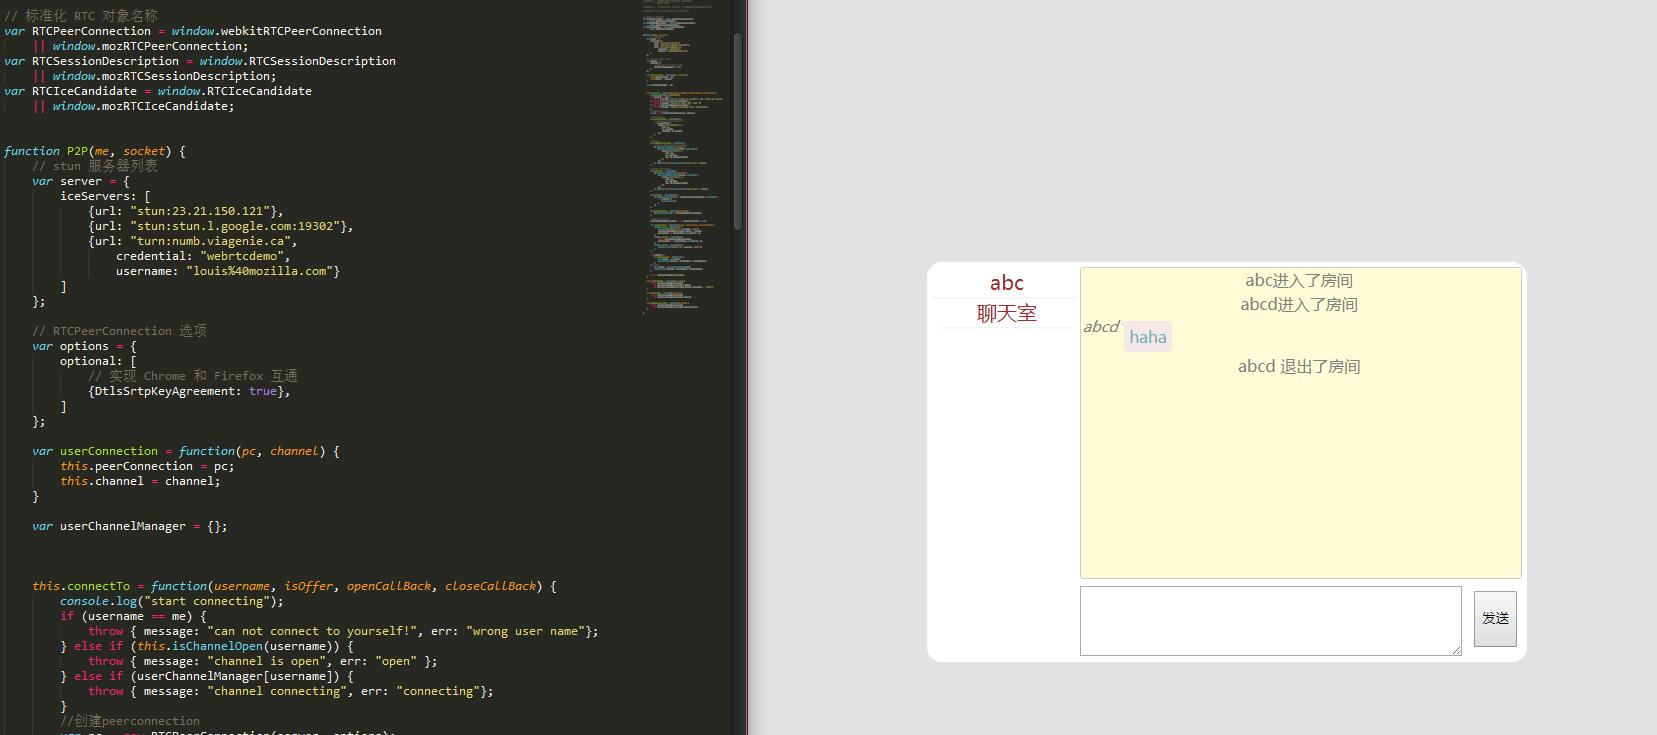 // 标准化 RTC 对象名称
var RTCPeerConnection = window.webkitRTCPeerConnection
|| window.mozRTCPeerConnection;
var RTCSessionDescription = window.RTCSessionDescription
|| window.mozRTCSessionDescription;
var RTCIceCandidate = window.RTCIceCandidate
|| window.mozRTCIceCandidate;
function P2P(me, socket) {
// stun 服务器列表
var server = {
iceServers: [
{url: "stun:23.21.150.121"},
{url: "stun:stun.l.google.com:19302"},
{url: "turn:numb.viagenie.ca",
credential: "webrtcdemo",
username: "louis%40mozilla.com"}
]
};
// RTCPeerConnection 选项
var options = {
optional: [
// 实现 Chrome 和 Firefox 互通
{DtlsSrtpKeyAgreement: true},
]
};
var userConnection = function(pc, channel) {
this.peerConnection = pc;
this.channel = channel;
}
var userChannelManager = {};
this.connectTo = function(username, isOffer, openCallBack, closeCallBack) {
console.log("start connecting");
if (username == me) {
throw { message: "can not connect to yourself!", err: "wrong user name"};
} else if (this.isChannelOpen(username)) {
throw { message: "channel is open", err: "open" };
} else if (userChannelManager[username]) {
throw { message: "channel connecting", err: "connecting"};
}
//创建peerconnection
abc
聊天室
abc进入了房间
abcd进入了房间
abcd
haha
abcd 退出了房间
发送